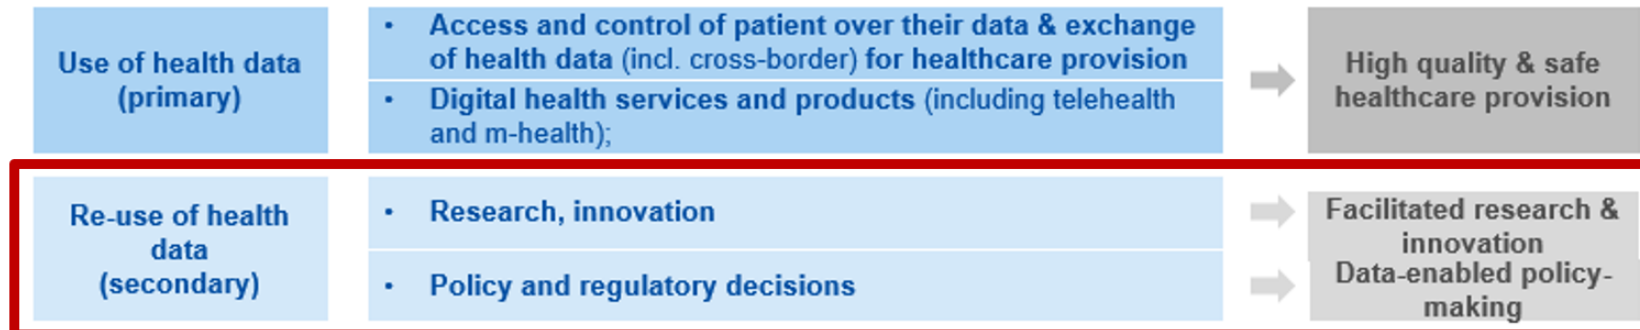 Use of health data
(primary)
• Access and control of patient over their data & exchange
of health data (incl. cross-border) for healthcare provision
• Digital health services and products (including telehealth
and m-health);
High quality & safe
healthcare provision
Re-use of health
data
(secondary)
• Research, innovation
• Policy and regulatory decisions
Facilitated research &
innovation
Data-enabled policy-
making